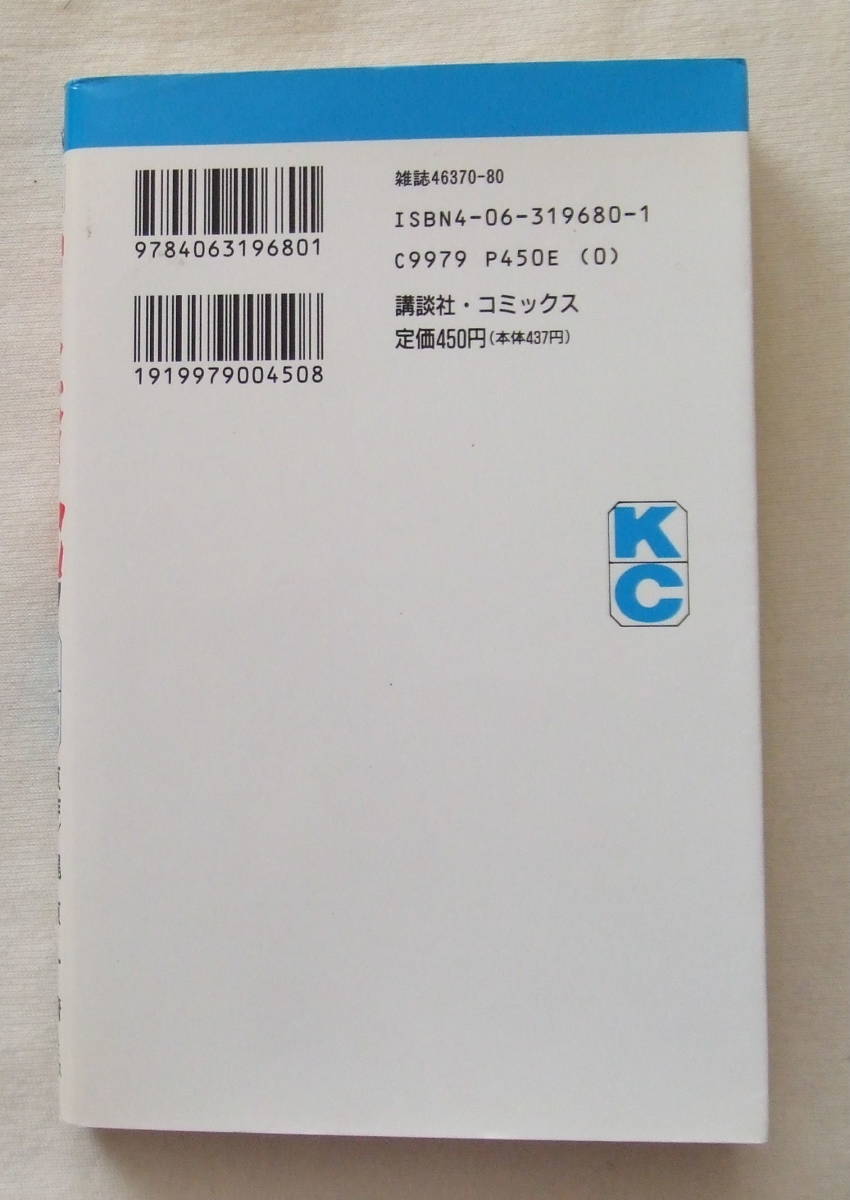 9784063196801
1919979004508
雑誌46370-80
ISBN4-06-319680-1
C9979 P450E (0)
講談社・コミックス
定価450円(本体437円)
K
C